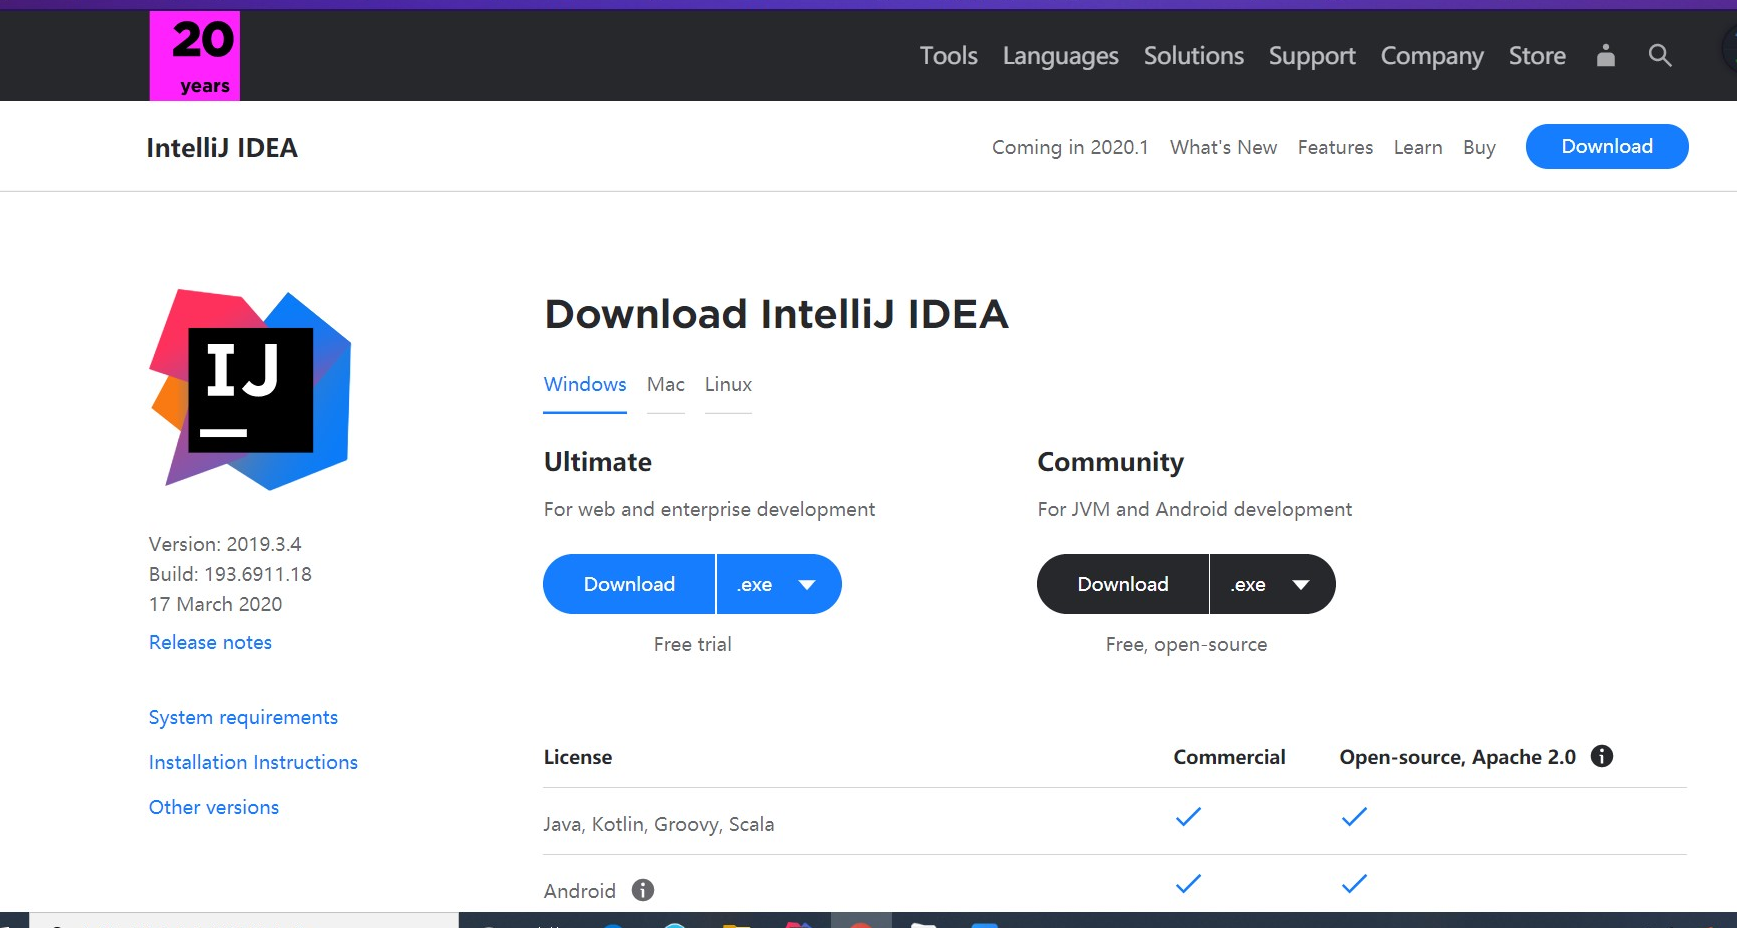 20
years
Tools Languages Solutions Support Company Store
IntelliJ IDEA
Coming in 2020.1 What's New Features Learn Buy Download
IJ
Download IntelliJ IDEA
Windows Mac Linux
Ultimate
Community
For web and enterprise development
For JVM and Android development
Download .exe
Download .exe
Free trial
Free, open-source
Version: 2019.3.4
Build: 193.6911.18
17 March 2020
Release notes
System requirements
Installation Instructions
Other versions
License Commercial Open-source, Apache 2.0
Java, Kotlin, Groovy, Scala
Android